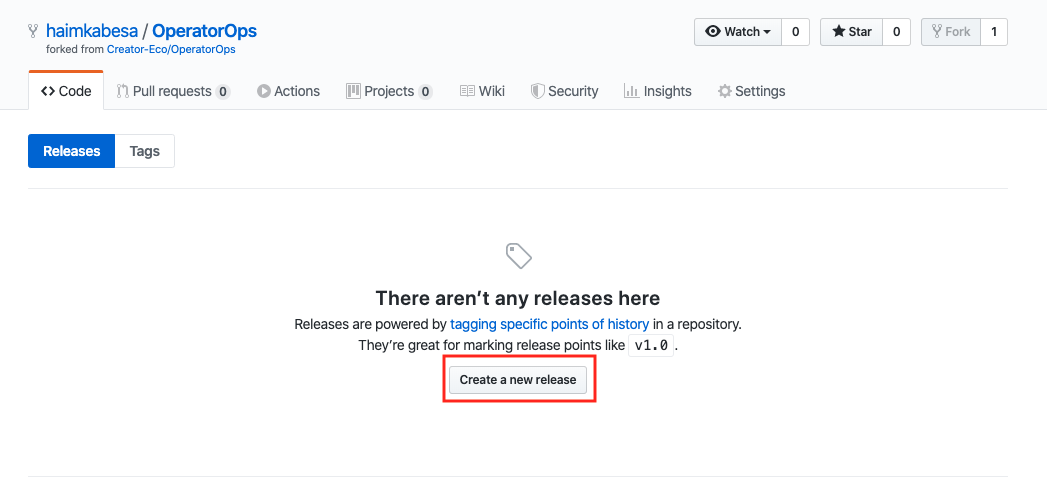 haimkabesa / OperatorOps
forked from Creator-Eco/OperatorOps
Watch 0 Star 0 Fork 1
Code Pull requests 0 Actions Projects 0 Wiki Security Insights Settings
Releases Tags
There aren’t any releases here
Releases are powered by tagging specific points of history in a repository.
They’re great for marking release points like v1.0 .
Create a new release